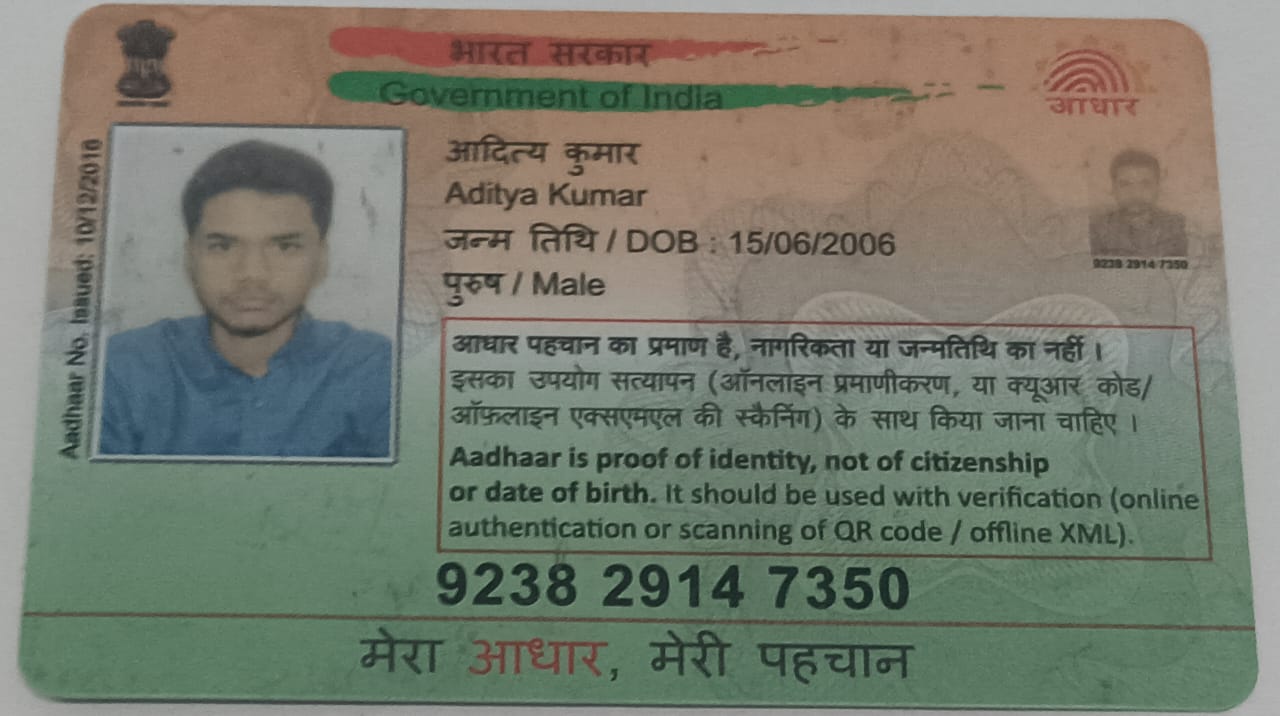 भारत सरकार
Government of India
आधार
Aadhaar No. Issued: 10/12/2016
आदित्य कुमार
Aditya Kumar
जन्म तिथि / DOB : 15/06/2006
पुरुष / Male
9238 2914 7350
आधार पहचान का प्रमाण है, नागरिकता या जन्मतिथि का नहीं ।
इसका उपयोग सत्यापन (ऑनलाइन प्रमाणीकरण, या क्यूआर कोड/
ऑफ़लाइन एक्सएमएल की स्कैनिंग) के साथ किया जाना चाहिए ।
Aadhaar is proof of identity, not of citizenship
or date of birth. It should be used with verification (online
authentication or scanning of QR code / offline XML).
9238 2914 7350
मेरा आधार, मेरी पहचान